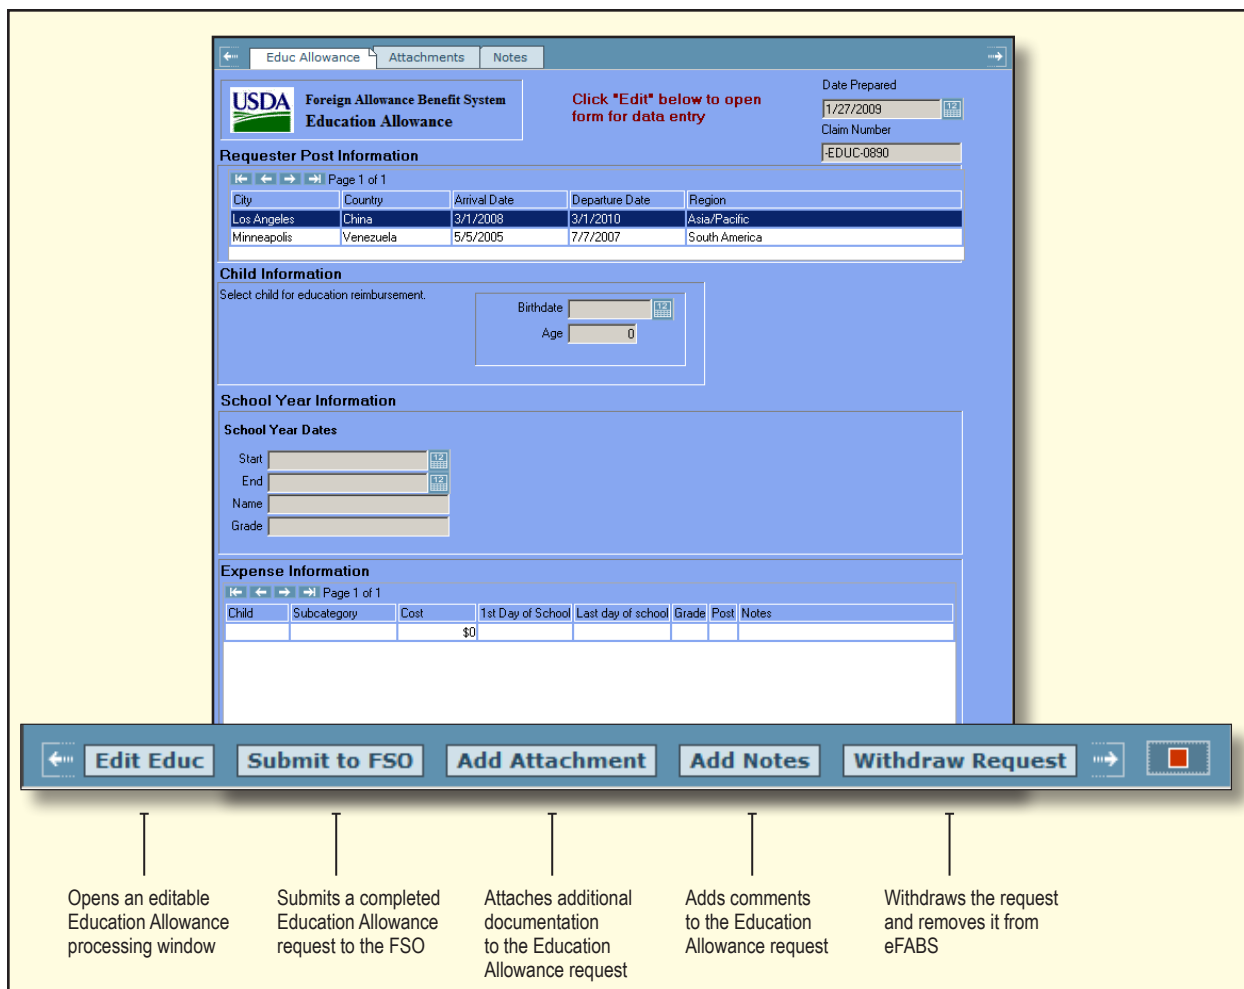 Educ Allowance Attachments Notes
USDA
Foreign Allowance Benefit System
Education Allowance
Click "Edit" below to open
form for data entry
Date Prepared
1/27/2009
12
Claim Number
-EDUC-0890
Requester Post Information
Page 1 of 1
City Country Arrival Date Departure Date Region
Los Angeles China 3/1/2008 3/1/2010 Asia/Pacific
Minneapolis Venezuela 5/5/2005 7/7/2007 South America
Child Information
Select child for education reimbursement.
Birthdate 12
Age 0
School Year Information
School Year Dates
Start 12
End 12
Name
Grade
Expense Information
Page 1 of 1
Child Subcategory Cost 1st Day of School Last day of school Grade Post Notes
$0
Edit Educ Submit to FSO Add Attachment Add Notes Withdraw Request
Opens an editable
Education Allowance
processing window
Submits a completed
Education Allowance
request to the FSO
Attaches additional
documentation
to the Education
Allowance request
Adds comments
to the Education
Allowance request
Withdraws the request
and removes it from
eFABS